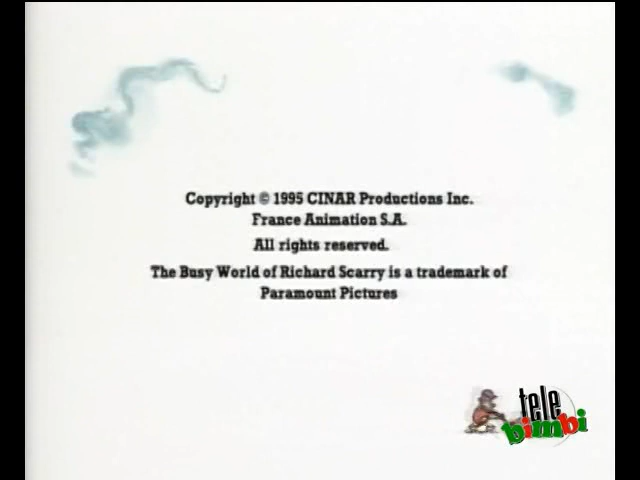 Copyright © 1995 CINAR Productions Inc.
France Animation S.A.
All rights reserved.
The Busy World of Richard Scarry is a trademark of
Paramount Pictures
tele
bimbi